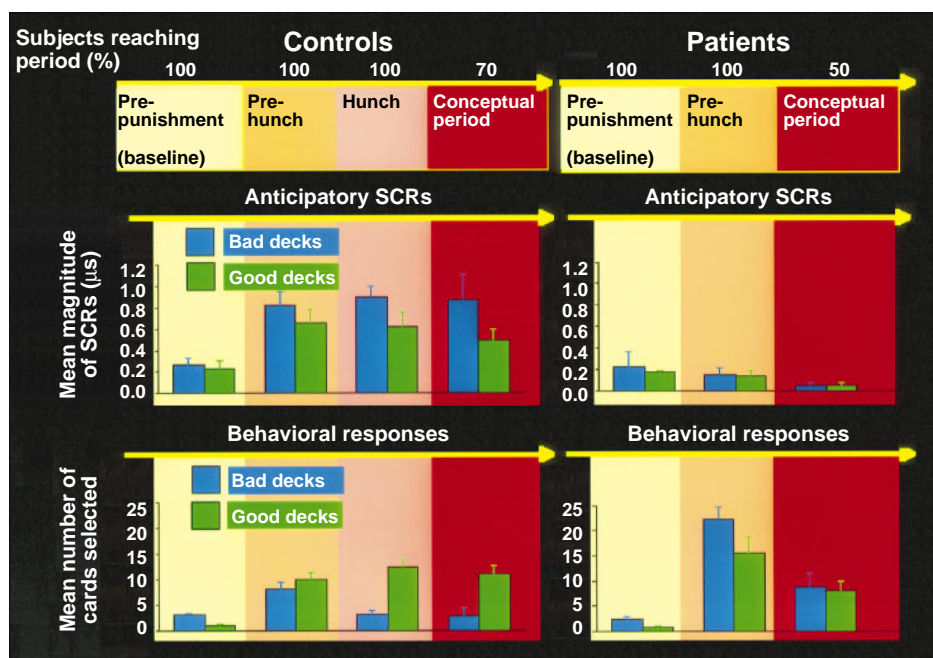 Subjects reaching
period (%)
Controls
Patients
100 100 100 70
100 100 50
Pre-
punishment
(baseline)
Pre-
hunch
Hunch
Conceptual
period
Pre-
punishment
(baseline)
Pre-
hunch
Conceptual
period
Anticipatory SCRs
Anticipatory SCRs
Mean magnitude
of SCRs (μs)
Bad decks
Good decks
1.2
1.0
0.8
0.6
0.4
0.2
0.0
1.2
1.0
0.8
0.6
0.4
0.2
0.0
Behavioral responses
Behavioral responses
Mean number of
cards selected
Bad decks
Good decks
25
20
15
10
5
0
25
20
15
10
5
0